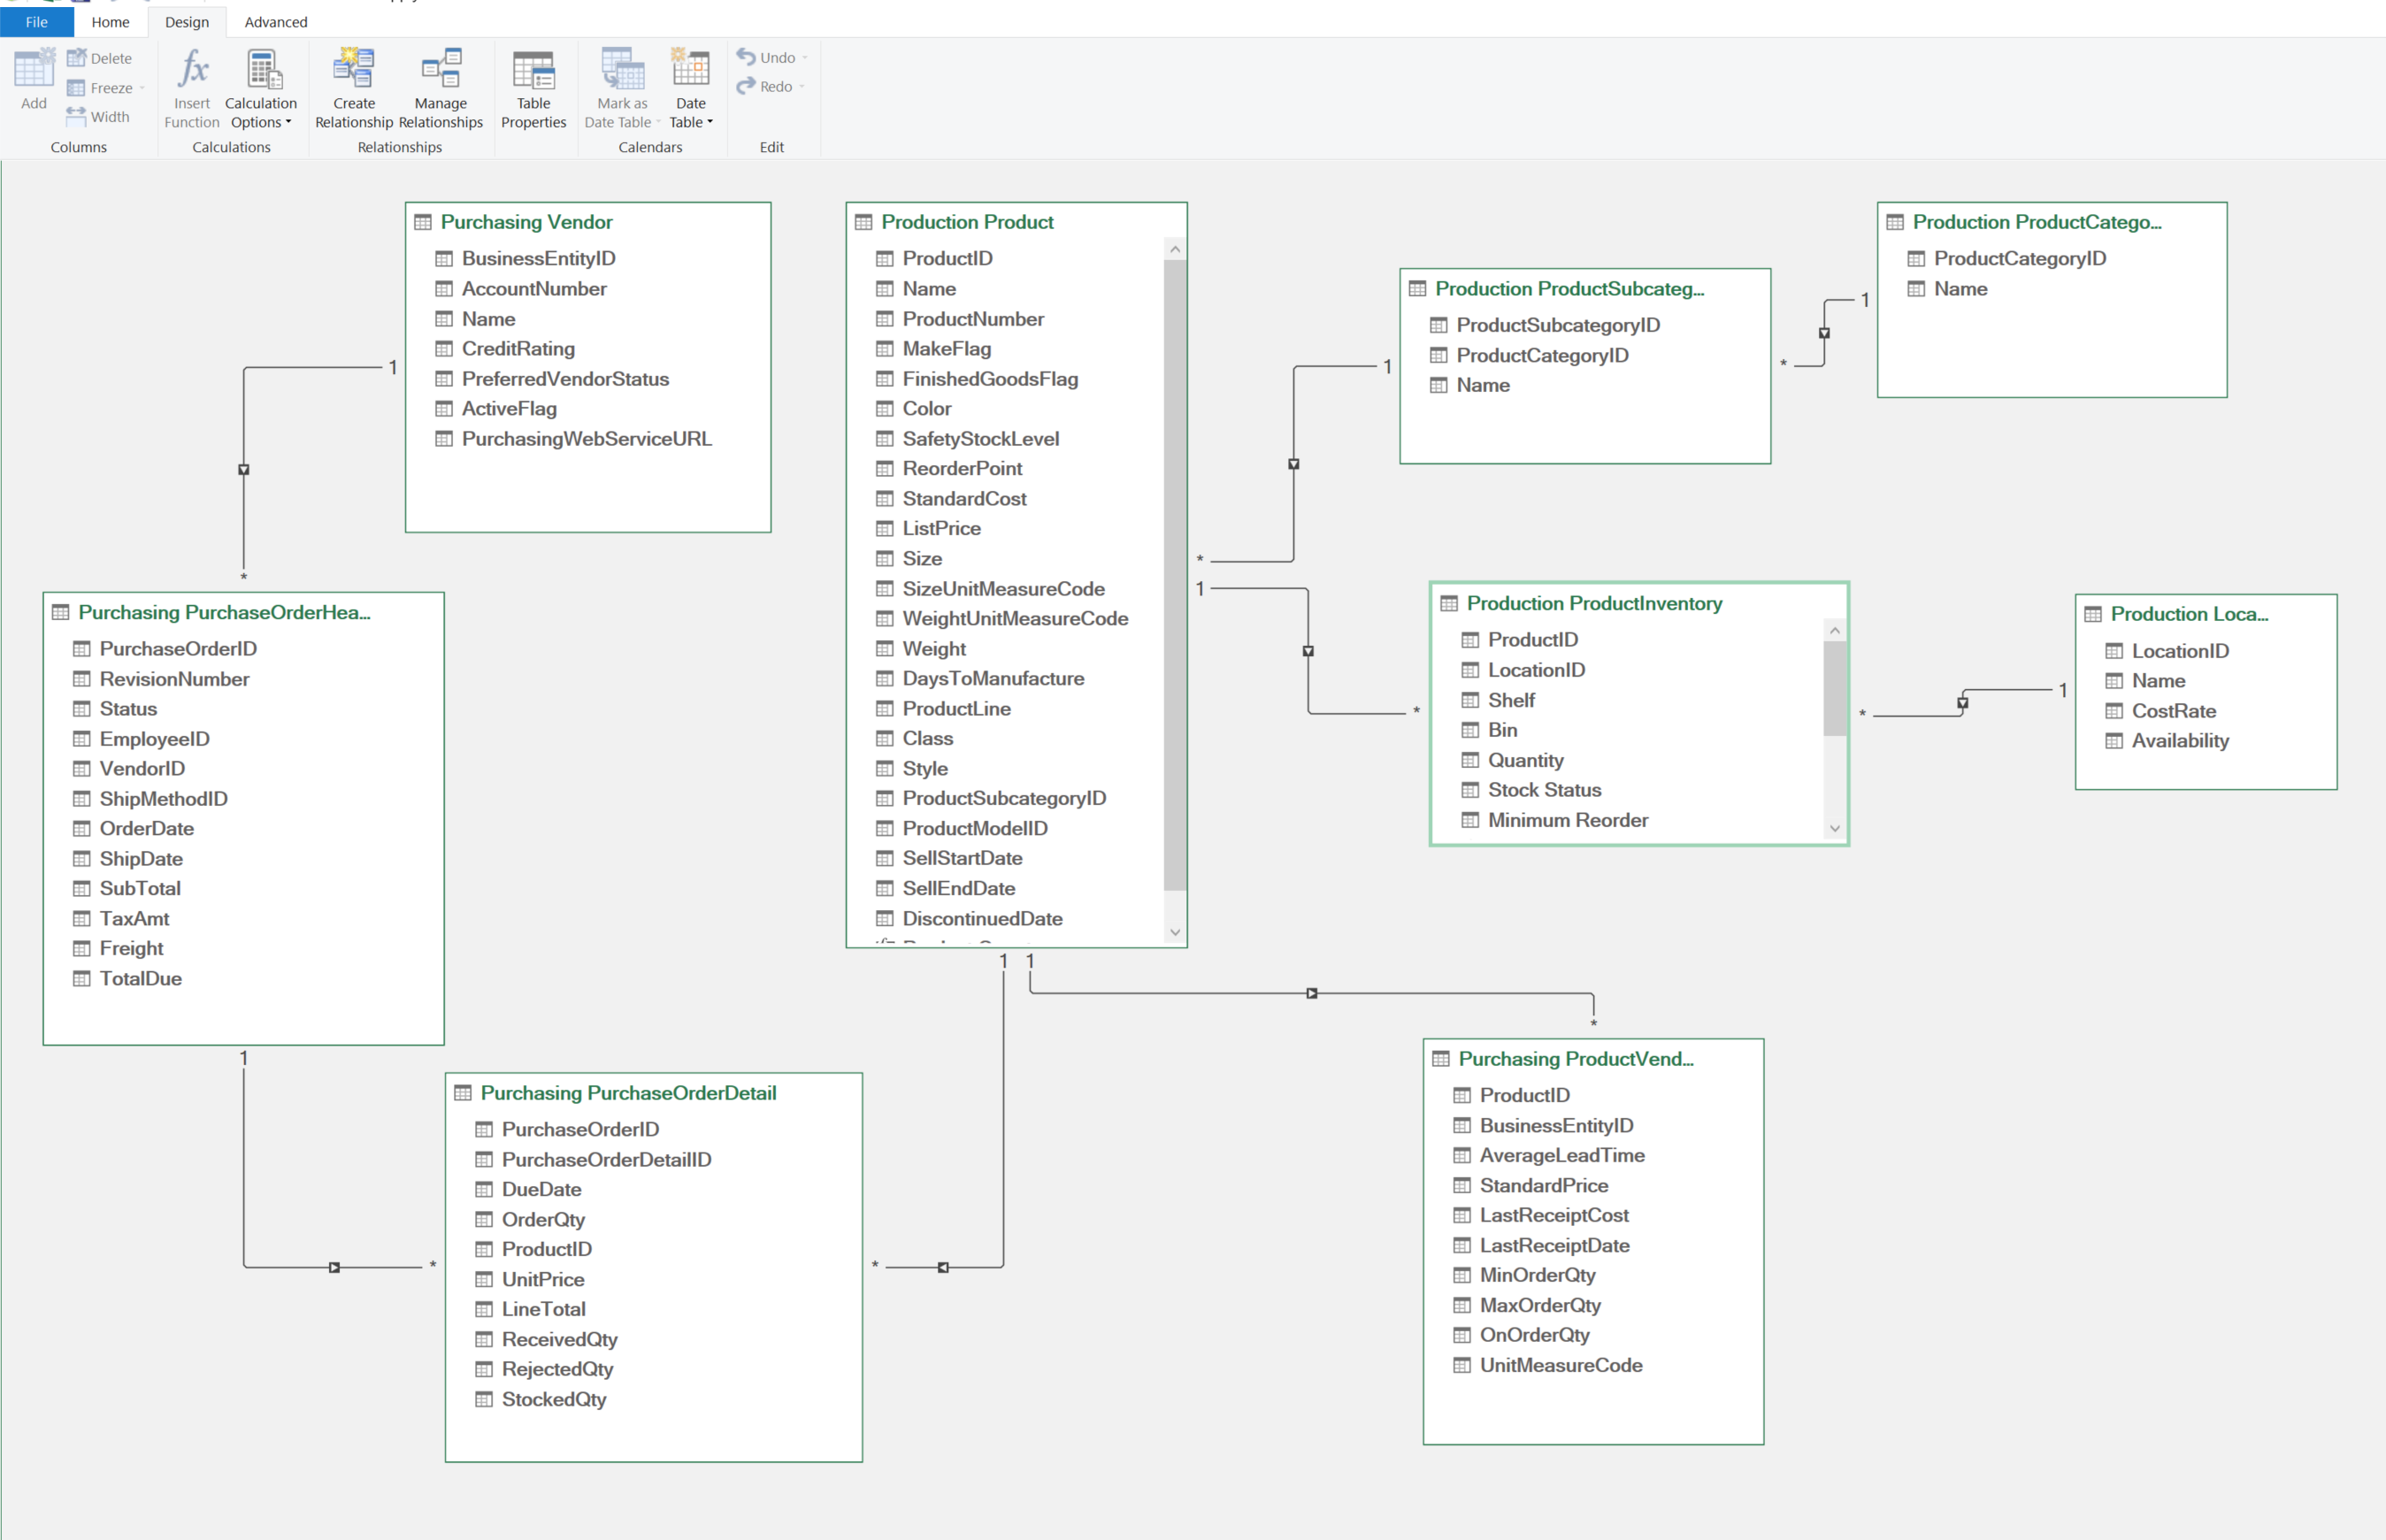 File Home Design Advanced
Add
Delete
Freeze
Width
Columns
Insert Function
Calculation Options
Calculations
Create Relationship
Manage Relationships
Relationships
Table Properties
Mark as Date Table
Date Table
Calendars
Undo
Redo
Edit
Purchasing Vendor
BusinessEntityID
AccountNumber
Name
CreditRating
PreferredVendorStatus
ActiveFlag
PurchasingWebServiceURL
1
*
Production Product
ProductID
Name
ProductNumber
MakeFlag
FinishedGoodsFlag
Color
SafetyStockLevel
ReorderPoint
StandardCost
ListPrice
Size
SizeUnitMeasureCode
WeightUnitMeasureCode
Weight
DaysToManufacture
ProductLine
Class
Style
ProductSubcategoryID
ProductModelID
SellStartDate
SellEndDate
DiscontinuedDate
1
*
1
*
Production ProductSubcateg...
ProductSubcategoryID
ProductCategoryID
Name
1
*
Production ProductCatego...
ProductCategoryID
Name
Production ProductInventory
ProductID
LocationID
Shelf
Bin
Quantity
Stock Status
Minimum Reorder
1
*
Production Loca...
LocationID
Name
CostRate
Availability
Purchasing PurchaseOrderHea...
PurchaseOrderID
RevisionNumber
Status
EmployeeID
VendorID
ShipMethodID
OrderDate
ShipDate
SubTotal
TaxAmt
Freight
TotalDue
1
*
1
*
1
*
Purchasing PurchaseOrderDetail
PurchaseOrderID
PurchaseOrderDetailID
DueDate
OrderQty
ProductID
UnitPrice
LineTotal
ReceivedQty
RejectedQty
StockedQty
Purchasing ProductVend...
ProductID
BusinessEntityID
AverageLeadTime
StandardPrice
LastReceiptCost
LastReceiptDate
MinOrderQty
MaxOrderQty
OnOrderQty
UnitMeasureCode